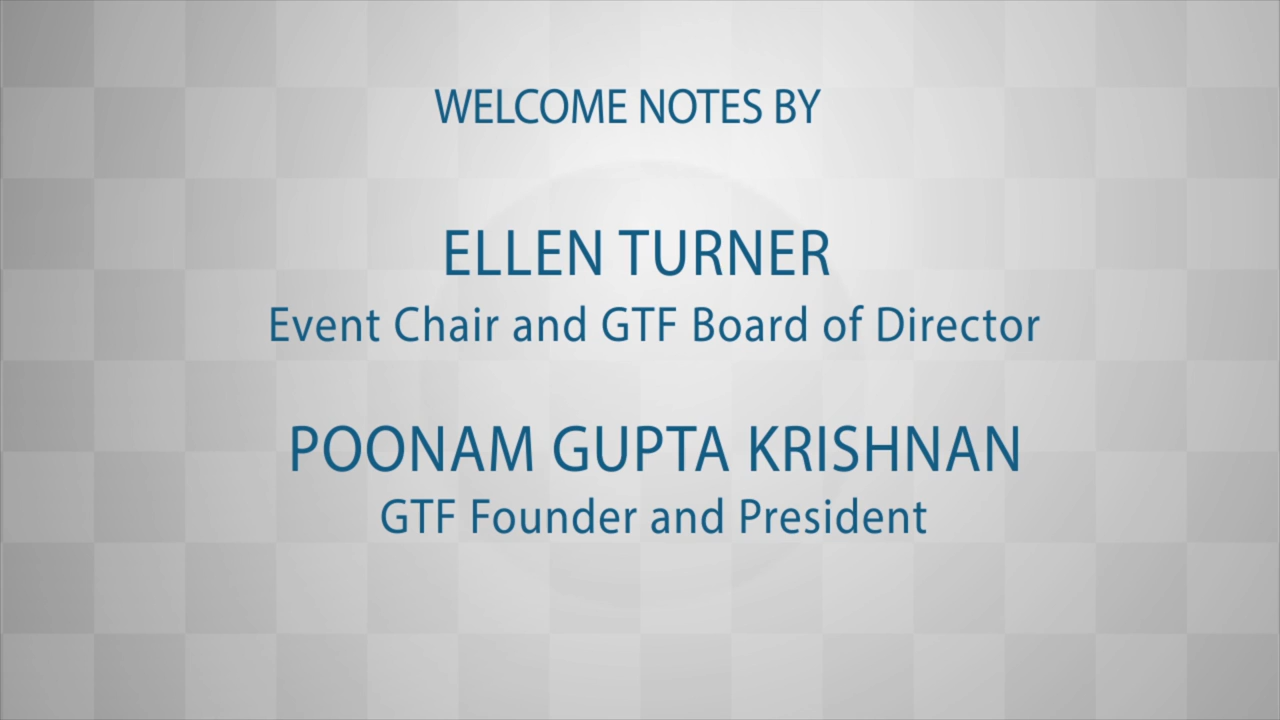 WELCOME NOTES BY
ELLEN TURNER
Event Chair and GTF Board of Director
POONAM GUPTA KRISHNAN
GTF Founder and President